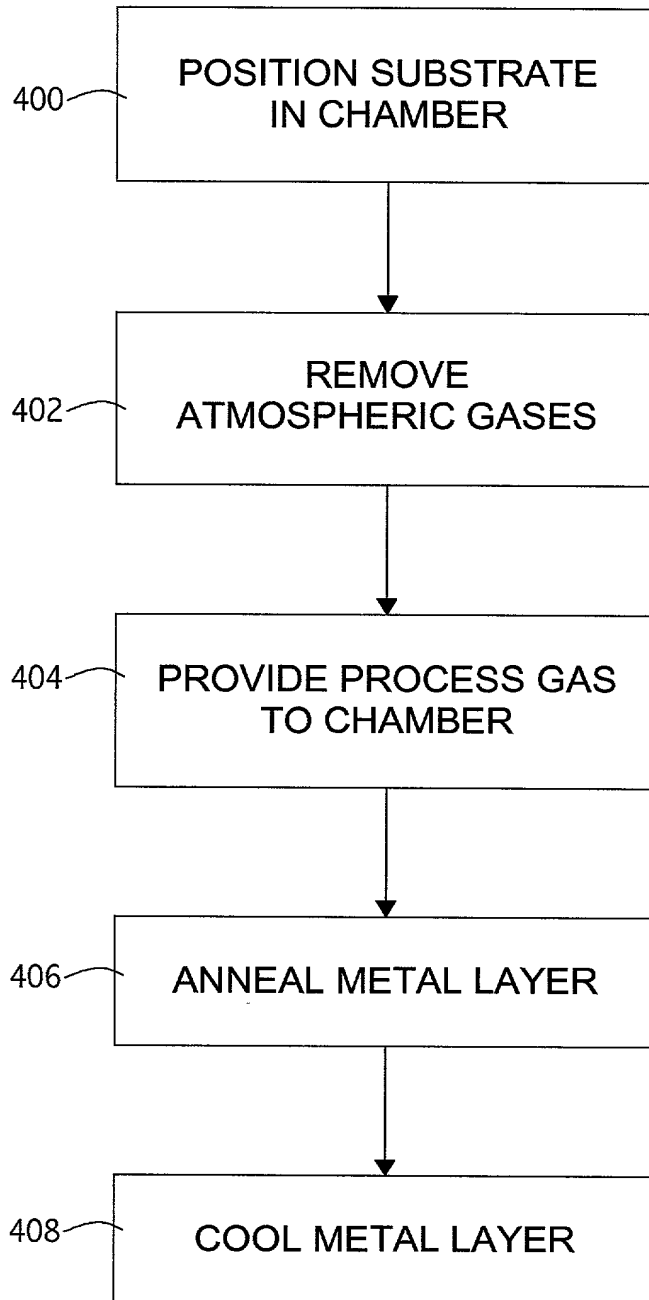 400
POSITION SUBSTRATE
IN CHAMBER
402
REMOVE
ATMOSPHERIC GASES
404
PROVIDE PROCESS GAS
TO CHAMBER
406
ANNEAL METAL LAYER
408
COOL METAL LAYER